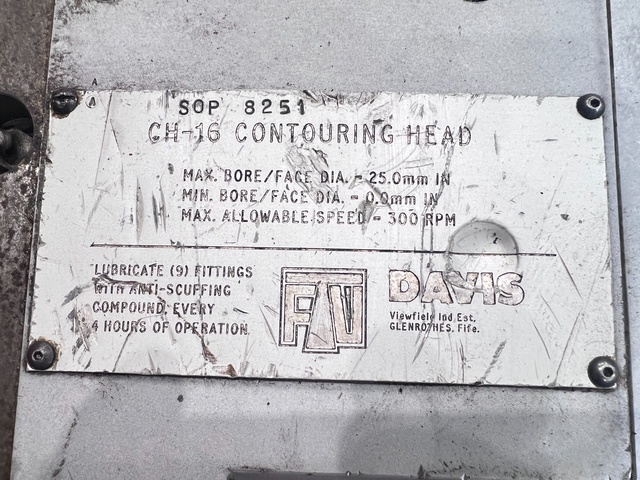 A
A
SOP 8251
CH-16 CONTOURING HEAD
MAX. BORE/FACE DIA. - 25.0mm IN
MIN. BORE/FACE DIA. - 0.0mm IN
MAX. ALLOWABLE SPEED - 300 RPM
LUBRICATE (9) FITTINGS
WITH ANTI-SCUFFING
COMPOUND, EVERY
4 HOURS OF OPERATION
DAVIS
Viewfield Ind. Est.
GLENROTHES. Fife.